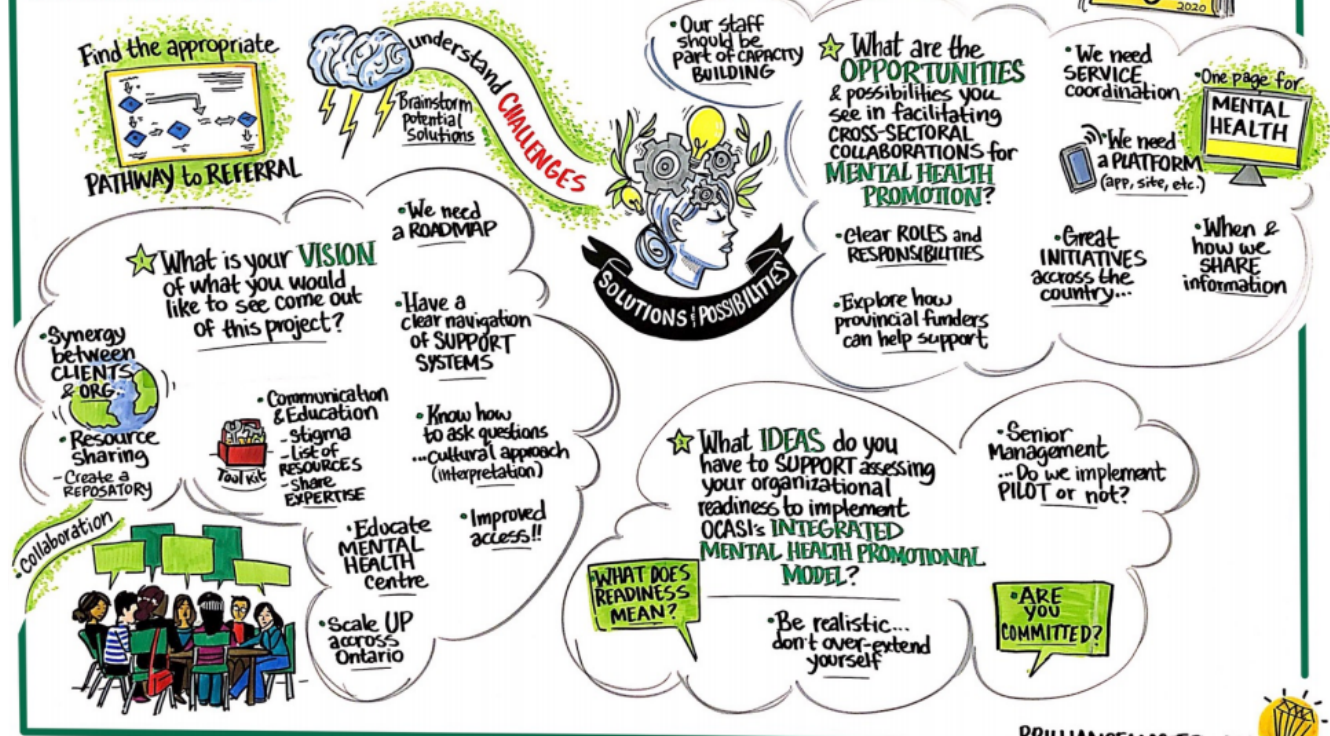 2020
Find the appropriate
PATHWAY to REFERRAL
understand CHALLENGES
Brainstorm
Potential
Solutions
SOLUTIONS & POSSIBILITIES
1 What is your VISION
of what you would
like to see come out
of this project?
•We need
a ROADMAP
•Have a
clear navigation
of SUPPORT
SYSTEMS
•Synergy
between
CLIENTS
& ORG.
•Resource
Sharing
-Create a
REPOSATORY
Tool Kit
•Communication
& Education
-Stigma
-List of
RESOURCES
-Share
EXPERTISE
•Know how
to ask questions
...Cultural approach
(interpretation)
•Educate
MENTAL
HEALTH
Centre
•Improved
access!!
•Scale UP
accross
Ontario
•collaboration
•Our staff
should be
part of CAPACITY
BUILDING
2 What are the
OPPORTUNITIES
& possibilities you
see in facilitating
CROSS-SECTORAL
COLLABORATIONS for
MENTAL HEALTH
PROMOTION?
•We need
SERVICE
coordination
•One page for
MENTAL
HEALTH
•We need
a PLATFORM
(app, site, etc.)
•Clear ROLES and
RESPONSIBILITIES
•Great
INITIATIVES
accross the
country...
•When &
how we
SHARE
information
•Explore how
provincial funders
can help support
3 What IDEAS do you
have to SUPPORT assessing
your organizational
readiness to implement
OCASI's INTEGRATED
MENTAL HEALTH PROMOTIONAL
MODEL?
•Senior
Management
...Do we implement
PILOT or not?
•WHAT DOES
READINESS
MEAN?
•Be realistic...
don't over-extend
yourself
•ARE
YOU
COMMITTED?